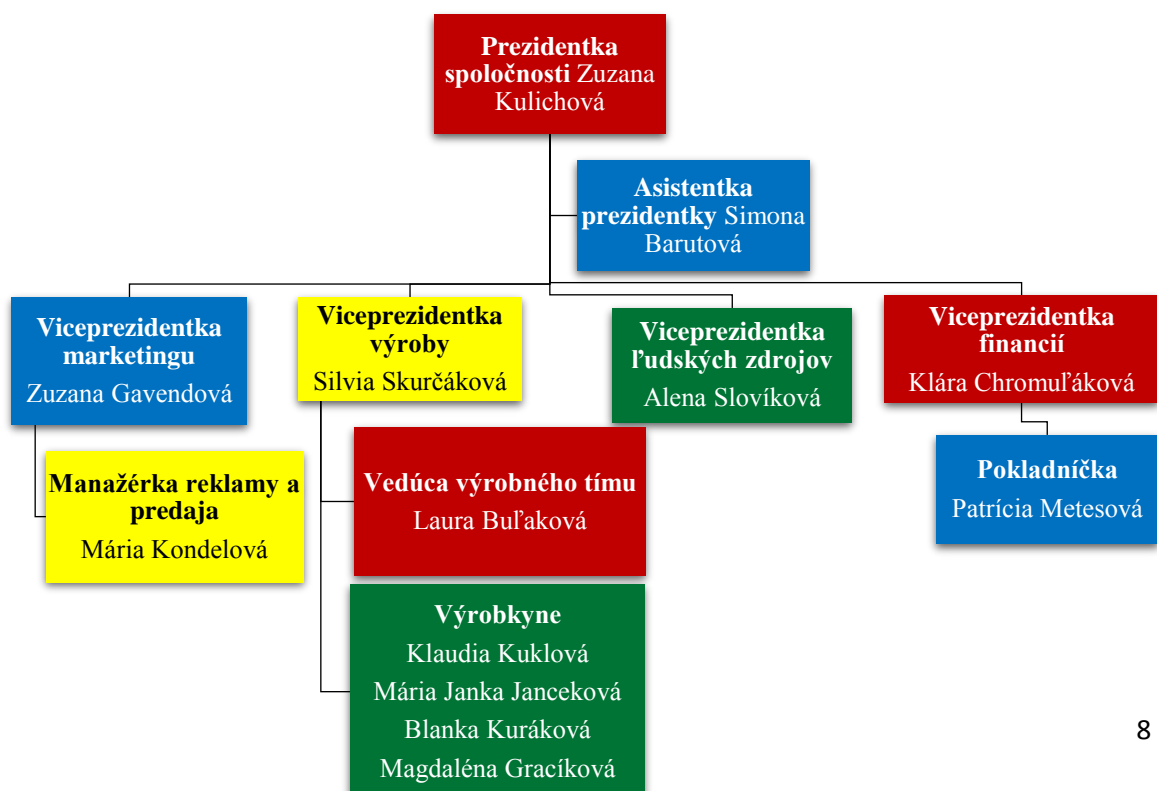 Prezidentka
spoločnosti Zuzana
Kulichová
Asistentka
prezidentky Simona
Barutová
Viceprezidentka
marketingu
Zuzana Gavendová
Viceprezidentka
výroby
Silvia Skurčáková
Viceprezidentka
ľudských zdrojov
Alena Slovíková
Viceprezidentka
financií
Klára Chromuľáková
Manažérka reklamy a
predaja
Mária Kondelová
Vedúca výrobného tímu
Laura Buľaková
Pokladníčka
Patrícia Metesová
Výrobkyne
Klaudia Kuklová
Mária Janka Janceková
Blanka Kuráková
Magdaléna Gracíková
8